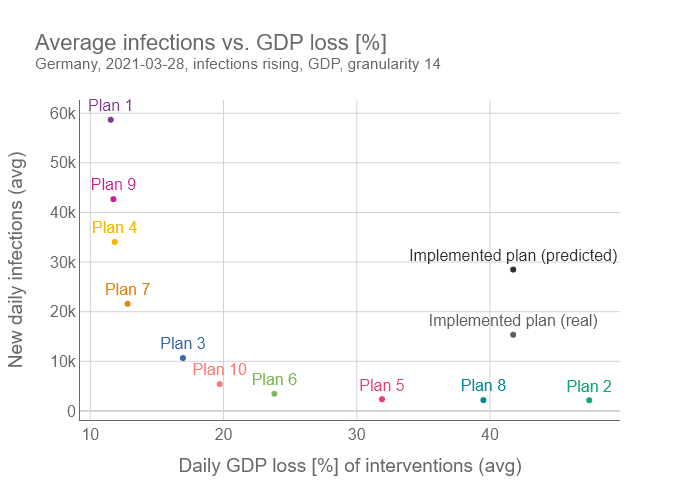 Average infections vs. GDP loss [%]
Germany, 2021-03-28, infections rising, GDP, granularity 14
60k
Plan 1
50k
Plan 9
40k
Plan 4
30k
Implemented plan (predicted)
Plan 7
20k
Implemented plan (real)
Plan 3
10k
Plan 10
Plan 6
Plan 5
Plan 8
Plan 2
0
10
20
30
40
New daily infections (avg)
Daily GDP loss [%] of interventions (avg)